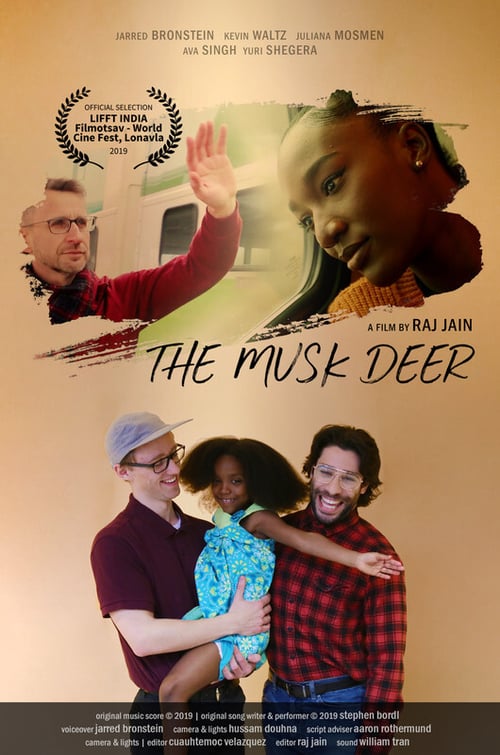 JARRED BRONSTEIN KEVIN WALTZ JULIANA MOSMEN
AVA SINGH YURI SHEGERA
OFFICIAL SELECTION
LIFFT INDIA
Filmotsav - World
Cine Fest, Lonavla
2019
A FILM BY RAJ JAIN
THE MUSK DEER
original music score © 2019 | original song writer & performer © 2019 stephen bordl
voiceover jarred bronstein camera & lights hussam douhna script adviser aaron rothermund
camera & lights | editor cuauhtemoc velazquez editor raj jain sound william tran